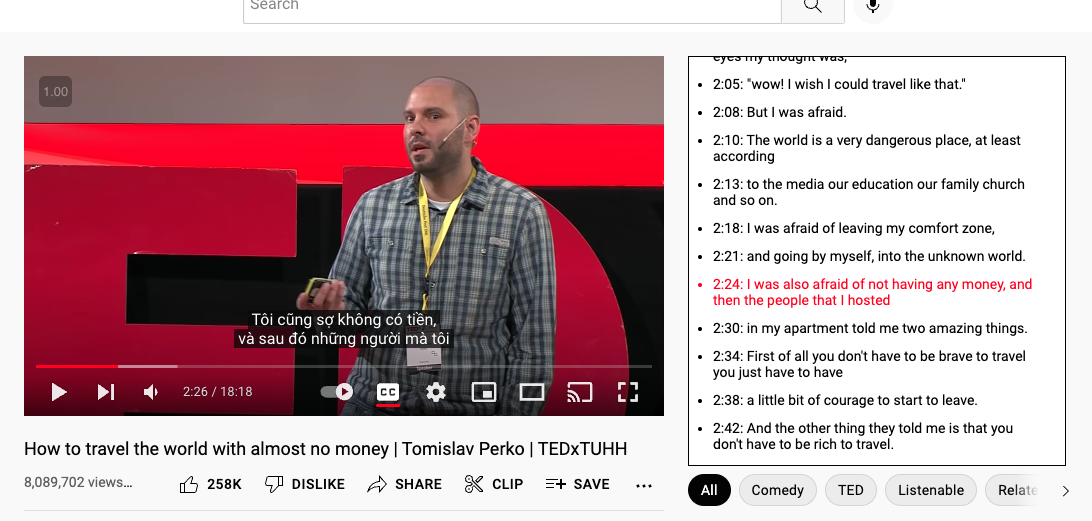 Search
1.00
Tôi cũng sợ không có tiền,
và sau đó những người mà tôi
2:26 / 18:18
CC
How to travel the world with almost no money | Tomislav Perko | TEDxTUHH
8,089,702 views...
258K
DISLIKE
SHARE
CLIP
SAVE
eyes my thought was,
2:05: "wow! I wish I could travel like that."
2:08: But I was afraid.
2:10: The world is a very dangerous place, at least
according
2:13: to the media our education our family church
and so on.
2:18: I was afraid of leaving my comfort zone,
2:21: and going by myself, into the unknown world.
2:24: I was also afraid of not having any money, and
then the people that I hosted
2:30: in my apartment told me two amazing things.
2:34: First of all you don't have to be brave to travel
you just have to have
2:38: a little bit of courage to start to leave.
2:42: And the other thing they told me is that you
don't have to be rich to travel.
All
Comedy
TED
Listenable
Relate